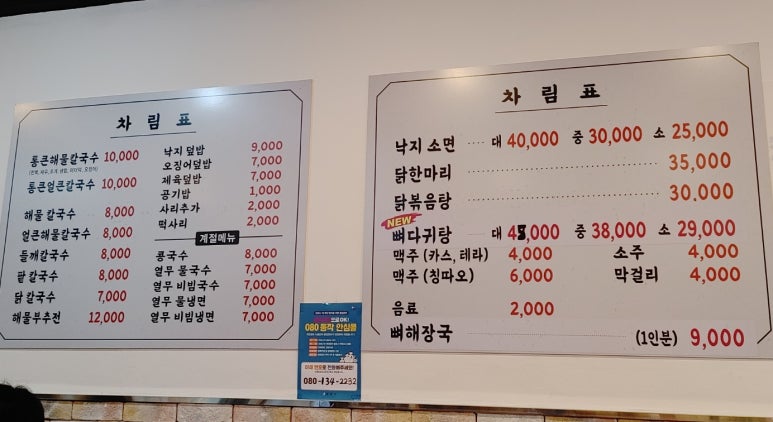 차 림 표
통큰해물칼국수 10,000
통큰얼큰칼국수 10,000
해물 칼국수 8,000
얼큰해물칼국수 8,000
들깨 칼국수 8,000
팥 칼국수 8,000
닭 칼국수 7,000
해물부추전 12,000
낙지 덮밥 9,000
오징어덮밥 7,000
제육덮밥 7,000
공기밥 1,000
사리추가 2,000
떡사리 2,000
계절메뉴
콩국수 8,000
열무 물국수 7,000
열무 비빔국수 7,000
열무 물냉면 7,000
열무 비빔냉면 7,000
차 림 표
낙지 소면 대 40,000 중 30,000 소 25,000
닭한마리 35,000
닭볶음탕 30.000
NEW
뼈다귀탕 대 48,000 중 38,000 소 29,000
맥주 (카스, 테라) 4,000 소주 4,000
맥주 (칭따오) 6,000 막걸리 4,000
음료 2,000
뼈해장국 (1인분) 9,000
080 동작 안심콜
080-134-2232